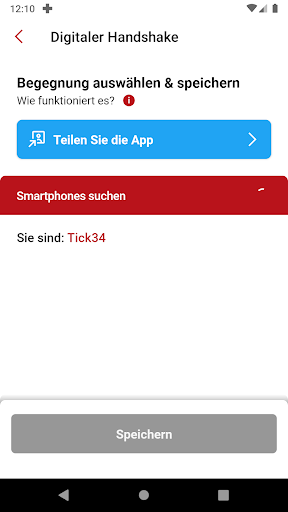 12:10
Digitaler Handshake
Begegnung auswählen & speichern
Wie funktioniert es?
Teilen Sie die App
Smartphones suchen
Sie sind: Tick34
Speichern